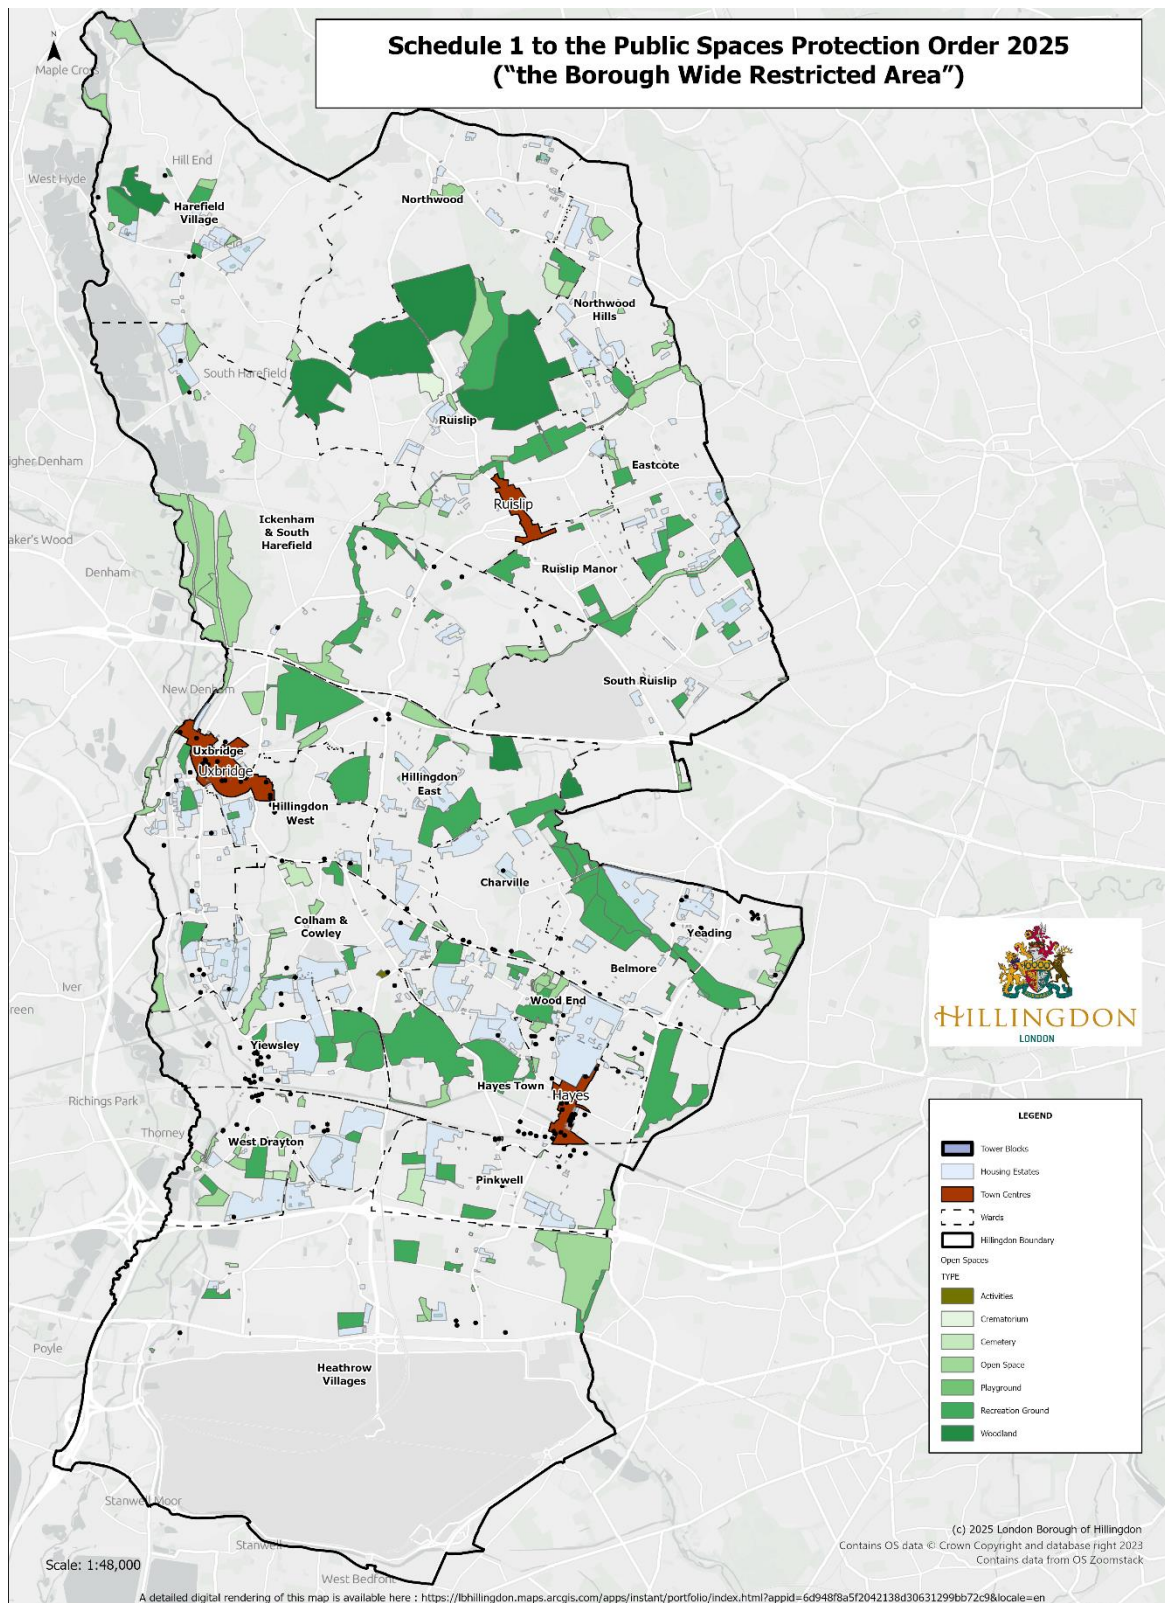 Schedule 1 to the Public Spaces Protection Order 2025
("the Borough Wide Restricted Area")
N
Maple Cross
Hill End
West Hyde
Harefield
Village
Northwood
Northwood
Hills
South Harefield
Ruislip
Eastcote
Ruislip
Ickenham
& South
Harefield
Denham
Ruislip Manor
South Ruislip
New Denham
Uxbridge
Uxbridge
Hillingdon
East
Hillingdon
West
Charville
Colham &
Cowley
Yeading
Belmore
Iver
Wood End
Yiewsley
Hayes Town
Hayes
Richings Park
Thorney
West Drayton
Pinkwell
Poyle
Heathrow
Villages
Stanwell Moor
Stanwell
West Bedfont
HILLINGDON
LONDON
LEGEND
Tower Blocks
Housing Estates
Town Centres
Wards
Hillingdon Boundary
Open Spaces
TYPE
Activities
Crematorium
Cemetery
Open Space
Playground
Recreation Ground
Woodland
(c) 2025 London Borough of Hillingdon
Contains OS data © Crown Copyright and database right 2023
Contains data from OS Zoomstack
Scale: 1:48,000
A detailed digital rendering of this map is available here : https://lbhillingdon.maps.arcgis.com/apps/instant/portfolio/index.html?appid=6d948f8a5f2042138d30631299bb72c9&locale=en